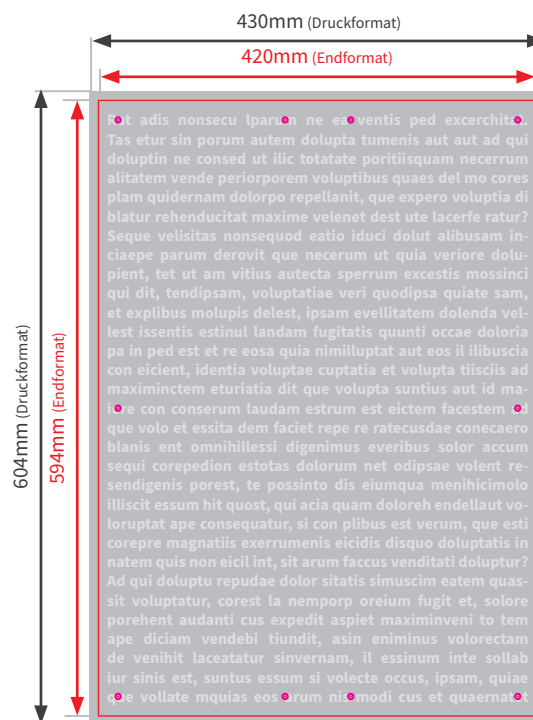 430mm (Druckformat)
420mm (Endformat)
604mm (Druckformat)
594mm (Endformat)
adis nonsecu lparum ne ea ventis ped excerchit
Tas etur sin porum autem dolupta tumenis aut aut ad qui
doluptin ne consed ut ilic totatate poritiisquam necerrum
alitatem vende periorporem voluptibus quaes del mo cores
plam quidernam dolorpo repellanit, que expero voluptia di
blatur rehenducitat maxime velenet dest ute lacerfe ratur?
Seque velisitas nonsequod eatio iduci dolut alibusam in-
ciaepe parum derovit que necerum ut quia veriore dolu-
pient, tet ut am vitius autecta sperrum excestis mossinci
qui dit, tendipsam, voluptatiae veri quodipsa quiate sam,
et explibus molupis delest, ipsam evellitatem dolenda vel-
lest issentis estinul landam fugitatis quunti occae doloria
pa in ped est et re eosa quia nimilluptat aut eos il ilibuscia
con eicient, identia voluptae cuptatia et volupta tiisciis ad
maximinctem eturiatia dit que volupta suntius aut id ma-
con conserum laudam estrum est eictem facestem
que volo et essita dem faciet repe re ratecusdae conecaero
blanis ent omnihillessi digenimus everibus solor accum
sequi corepedion estotas dolorum net odipsae volent re-
sendigenis porest, te possinto dis eiumqua menihicimolo
illiscit essum hit quost, qui acia quam doloreh endellaut vo-
loruptat ape consequatur, si con plibus est verum, que esti
corepre magnatiis exerrumenis eicidis disquo doluptatis in
natem quis non eicil int, sit arum faccus venditati doluptur?
Ad qui doluptu repudae dolor sitatis simuscim eatem quas-
sit voluptatur, corest la nemporp oreium fugit et, solore
porehent audanti cus expedit aspiet maximinveni to tem
ape diciam vendebi tiundit, asin eniminus volorectam
de venihit laceatatur sinvernam, il essinum inte sollab
iur sinis est, suntus essum si volecte occus, ipsam, quiae
que vollate mquias eos arum modi cus et quaernatist